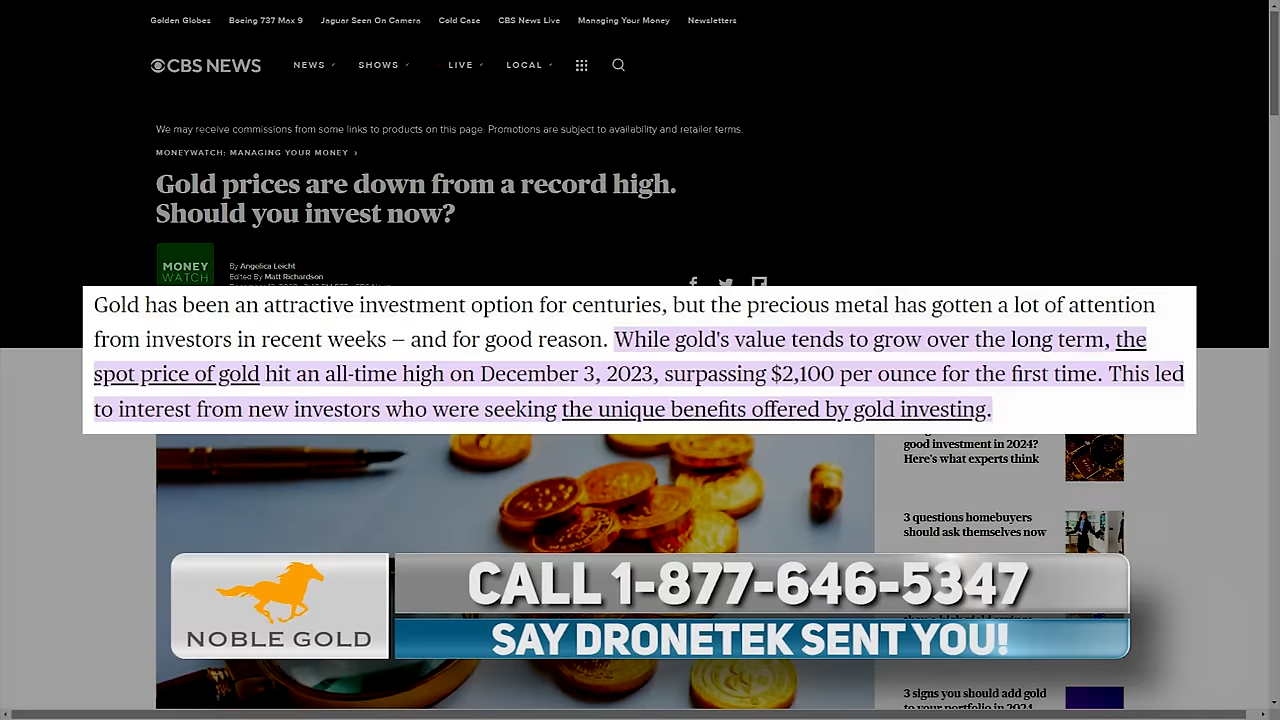 Golden Globes Boeing 737 Max 9 Jaguar Seen On Camera Cold Case CBS News Live Managing Your Money Newsletters
CBS NEWS NEWS SHOWS LIVE LOCAL
We may receive commissions from some links to products on this page. Promotions are subject to availability and retailer terms.
MONEYWATCH: MANAGING YOUR MONEY ›
Gold prices are down from a record high.
Should you invest now?
MONEY
WATCH
By Angelica Leicht
Edited By Matt Richardson
Gold has been an attractive investment option for centuries, but the precious metal has gotten a lot of attention
from investors in recent weeks – and for good reason. While gold's value tends to grow over the long term, the
spot price of gold hit an all-time high on December 3, 2023, surpassing $2,100 per ounce for the first time. This led
to interest from new investors who were seeking the unique benefits offered by gold investing.
good investment in 2024?
Here's what experts think
3 questions homebuyers
should ask themselves now
CALL 1-877-646-5347
NOBLE GOLD
SAY DRONETEK SENT YOU!
3 signs you should add gold
to your portfolio in 2024